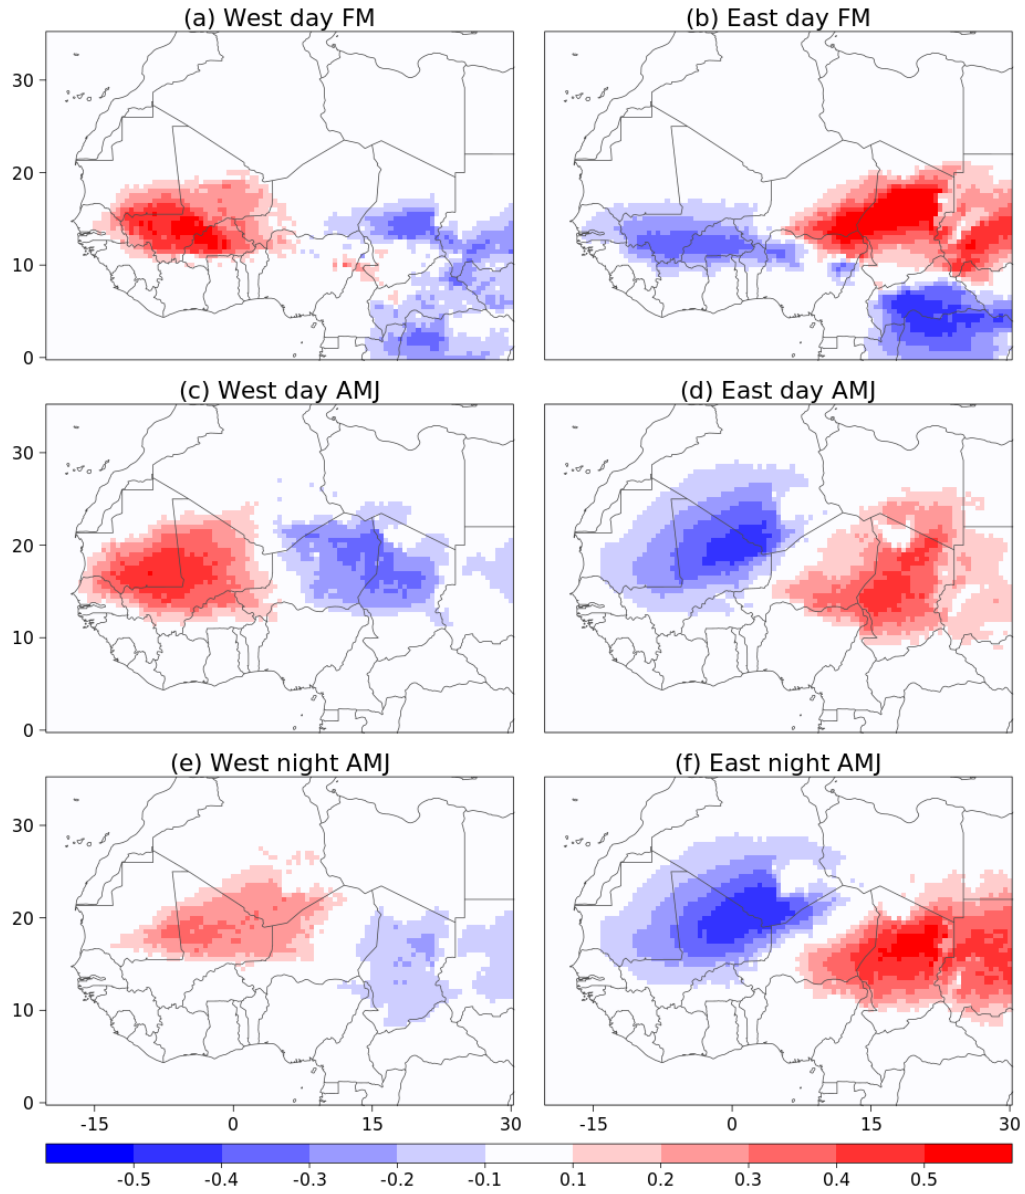 (a) West day FM
(b) East day FM
30
20
10
0
(c) West day AMJ
(d) East day AMJ
30
20
10
0
(e) West night AMJ
(f) East night AMJ
30
20
10
0
-15 0 15 30
-15 0 15 30
-0.5 -0.4 -0.3 -0.2 -0.1 0.1 0.2 0.3 0.4 0.5